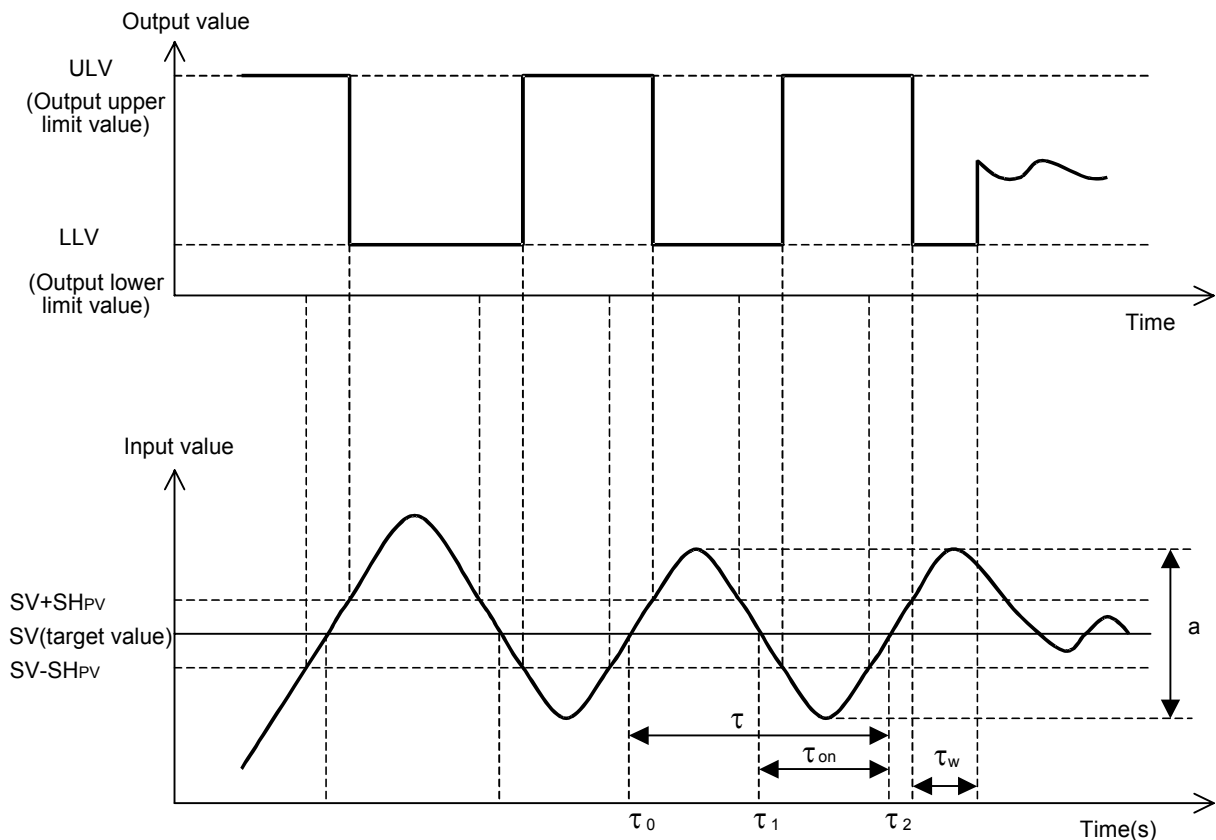 Output value
ULV
(Output upper
limit value)
LLV
(Output lower
limit value)
Time
Input value
SV+SHPV
SV(target value)
SV-SHPV
a
τ
τon
τw
τ0
τ1
τ2
Time(s)